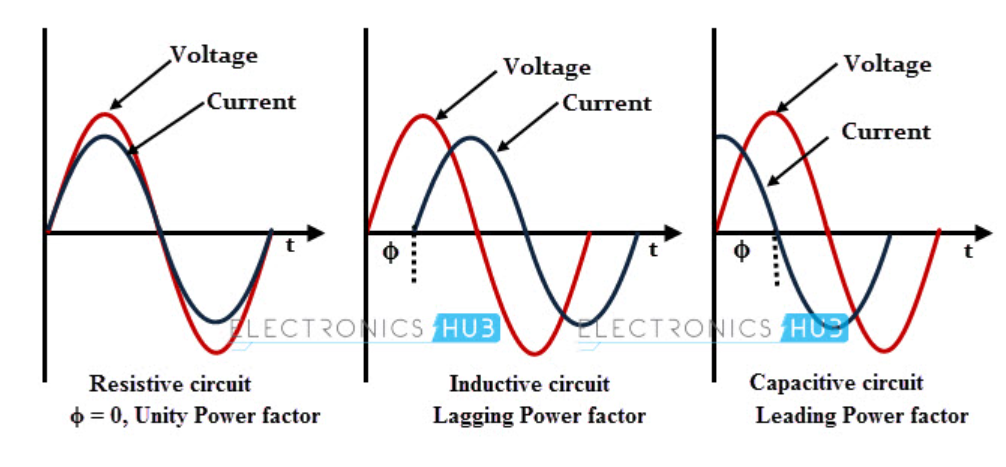 Voltage
Current
t
Voltage
Current
ϕ
t
Voltage
Current
ϕ
t
ELECTRONICS HUB
ELECTRONICS HUB
Resistive circuit
ϕ = 0, Unity Power factor
Inductive circuit
Lagging Power factor
Capacitive circuit
Leading Power factor